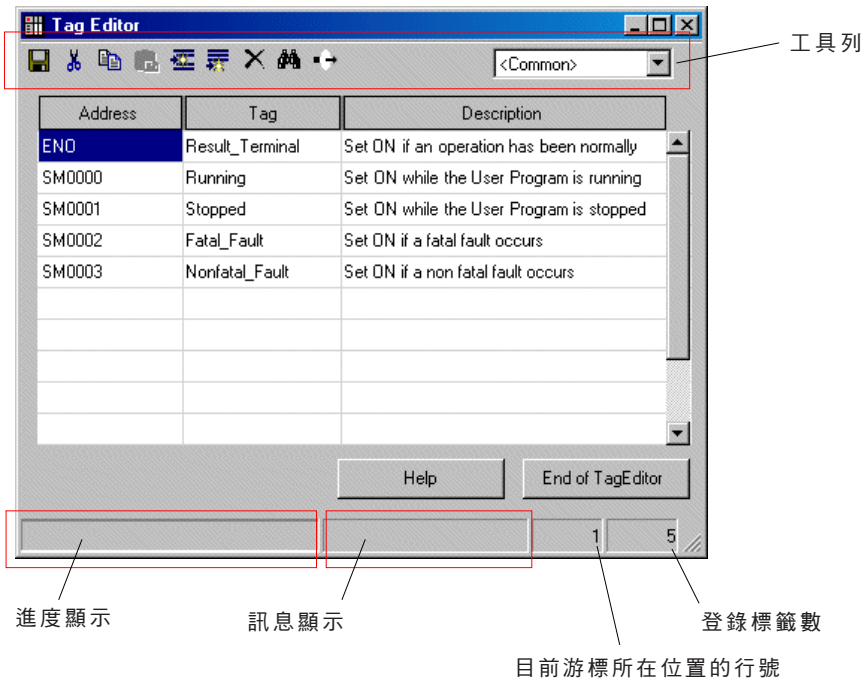 Tag Editor
工具列
<Common>
Address Tag Description
ENO Result_Terminal Set ON if an operation has been normally
SM0000 Running Set ON while the User Program is running
SM0001 Stopped Set ON while the User Program is stopped
SM0002 Fatal_Fault Set ON if a fatal fault occurs
SM0003 Nonfatal_Fault Set ON if a non fatal fault occurs
Help End of TagEditor
1 5
進度顯示
訊息顯示
登錄標籤數
目前游標所在位置的行號